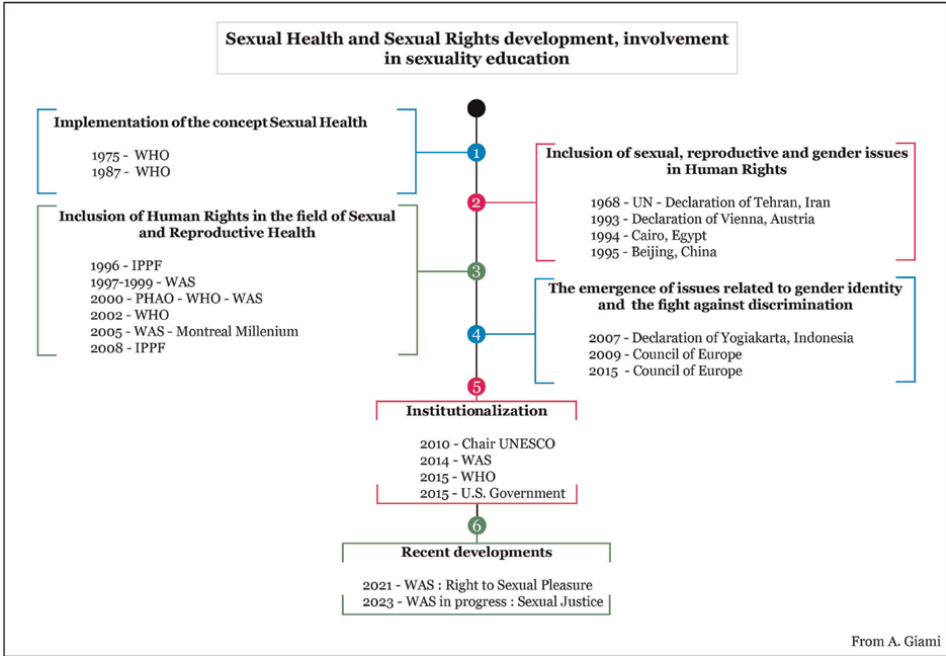 Sexual Health and Sexual Rights development, involvement
in sexuality education
Implementation of the concept Sexual Health
1975 - WHO
1987 - WHO
1
Inclusion of sexual, reproductive and gender issues
in Human Rights
1968 - UN - Declaration of Tehran, Iran
1993 - Declaration of Vienna, Austria
1994 - Cairo, Egypt
1995 - Beijing, China
2
Inclusion of Human Rights in the field of Sexual
and Reproductive Health
1996 - IPPF
1997-1999 - WAS
2000 - PHAO - WHO - WAS
2002 - WHO
2005 - WAS - Montreal Millenium
2008 - IPPF
3
The emergence of issues related to gender identity
and the fight against discrimination
2007 - Declaration of Yogiakarta, Indonesia
2009 - Council of Europe
2015 - Council of Europe
4
5
Institutionalization
2010 - Chair UNESCO
2014 - WAS
2015 - WHO
2015 - U.S. Government
6
Recent developments
2021 - WAS : Right to Sexual Pleasure
2023 - WAS in progress : Sexual Justice
From A. Giami